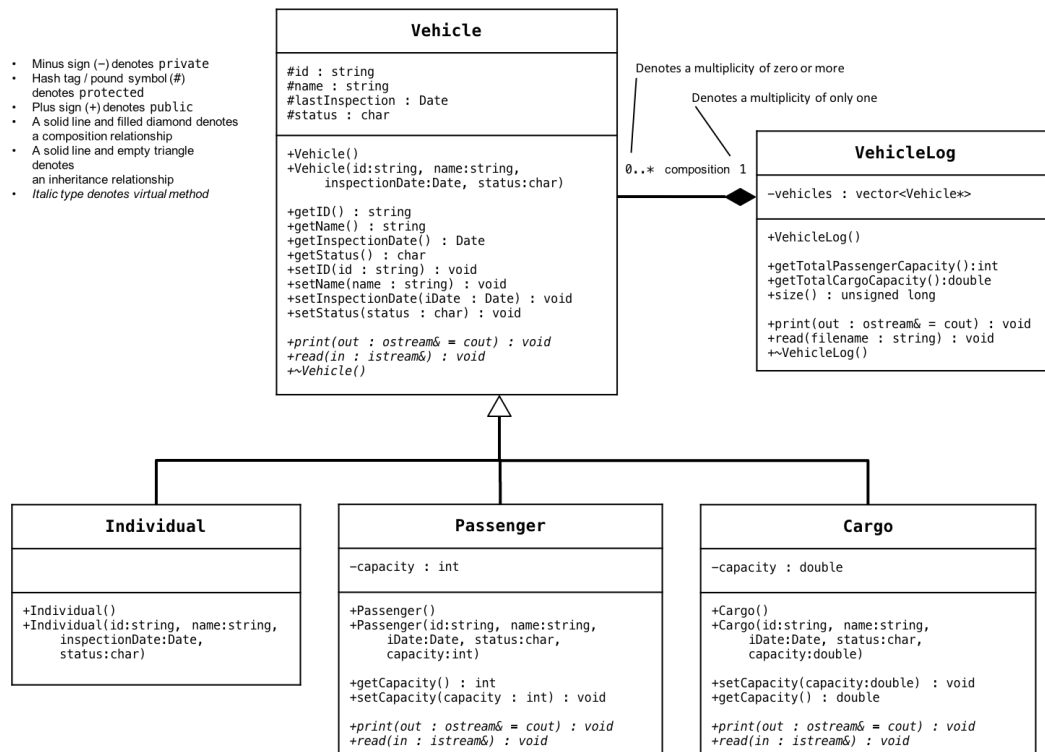 • Minus sign (−) denotes private
• Hash tag / pound symbol (#)
denotes protected
• Plus sign (+) denotes public
• A solid line and filled diamond denotes
a composition relationship
• A solid line and empty triangle
denotes
an inheritance relationship
• Italic type denotes virtual method
Vehicle
#id : string
#name : string
#lastInspection : Date
#status : char
+Vehicle()
+Vehicle(id:string, name:string,
inspectionDate:Date, status:char)
+getID() : string
+getName() : string
+getInspectionDate() : Date
+getStatus() : char
+setID(id : string) : void
+setName(name : string) : void
+setInspectionDate(iDate : Date) : void
+setStatus(status : char) : void
+print(out : ostream& = cout) : void
+read(in : istream&) : void
+~Vehicle()
Denotes a multiplicity of zero or more
Denotes a multiplicity of only one
0..* composition 1
VehicleLog
-vehicles : vector<Vehicle*>
+VehicleLog()
+getTotalPassengerCapacity():int
+getTotalCargoCapacity():double
+size() : unsigned long
+print(out : ostream& = cout) : void
+read(filename : string) : void
+~VehicleLog()
Individual
+Individual()
+Individual(id:string, name:string,
inspectionDate:Date,
status:char)
Passenger
-capacity : int
+Passenger()
+Passenger(id:string, name:string,
iDate:Date, status:char,
capacity:int)
+getCapacity() : int
+setCapacity(capacity : int) : void
+print(out : ostream& = cout) : void
+read(in : istream&) : void
Cargo
-capacity : double
+Cargo()
+Cargo(id:string, name:string,
iDate:Date, status:char,
capacity:double)
+setCapacity(capacity:double) : void
+getCapacity() : double
+print(out : ostream& = cout) : void
+read(in : istream&) : void